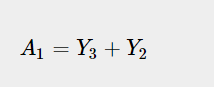 A₁ = Y₃ + Y₂